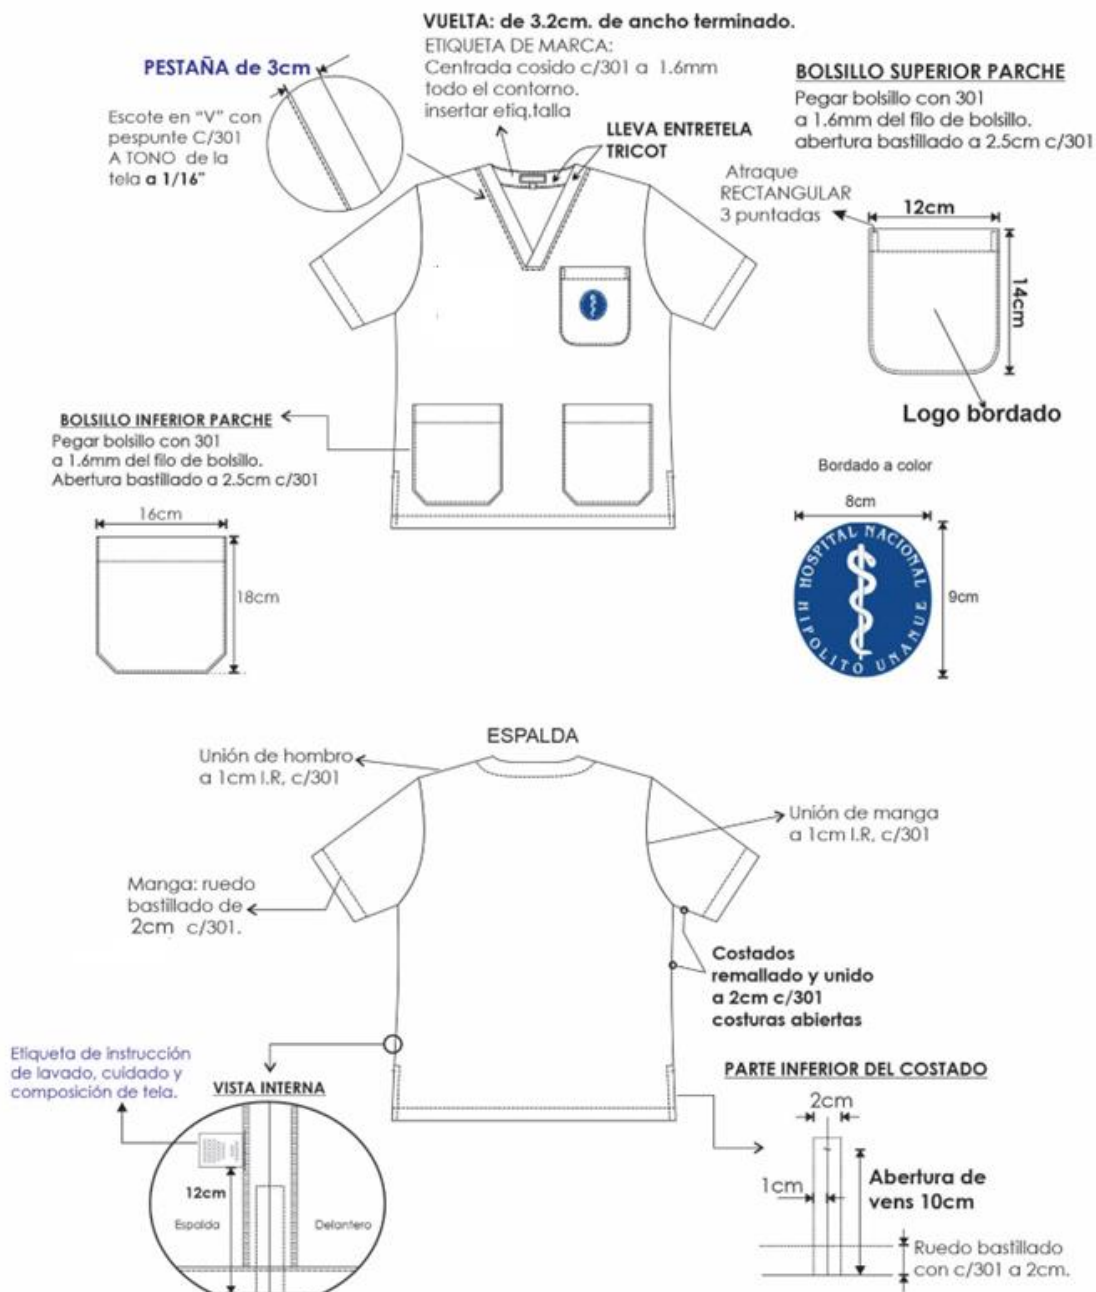 VUELTA: de 3.2cm. de ancho terminado.
ETIQUETA DE MARCA:
Centrada cosido c/301 a 1.6mm
todo el contorno.
insertar etiq.talla
PESTAÑA de 3cm
Escote en "V" con
pespunte C/301
A TONO de la
tela a 1/16"
LLEVA ENTRETELA
TRICOT
BOLSILLO SUPERIOR PARCHE
Pegar bolsillo con 301
a 1.6mm del filo de bolsillo.
abertura bastillado a 2.5cm c/301
Atraque
RECTANGULAR
3 puntadas
12cm
14cm
Logo bordado
BOLSILLO INFERIOR PARCHE
Pegar bolsillo con 301
a 1.6mm del filo de bolsillo.
Abertura bastillado a 2.5cm c/301
16cm
18cm
Bordado a color
8cm
HOSPITAL NACIONAL
HIPOLITO UNANUE
9cm
ESPALDA
Unión de hombro
a 1cm I.R, c/301
Unión de manga
a 1cm I.R, c/301
Manga: ruedo
bastillado de
2cm c/301.
Costados
remallado y unido
a 2cm c/301
costuras abiertas
Etiqueta de instrucción
de lavado, cuidado y
composición de tela.
VISTA INTERNA
12cm
Espalda
Delantero
PARTE INFERIOR DEL COSTADO
2cm
1cm
Abertura de
vens 10cm
Ruedo bastillado
con c/301 a 2cm.